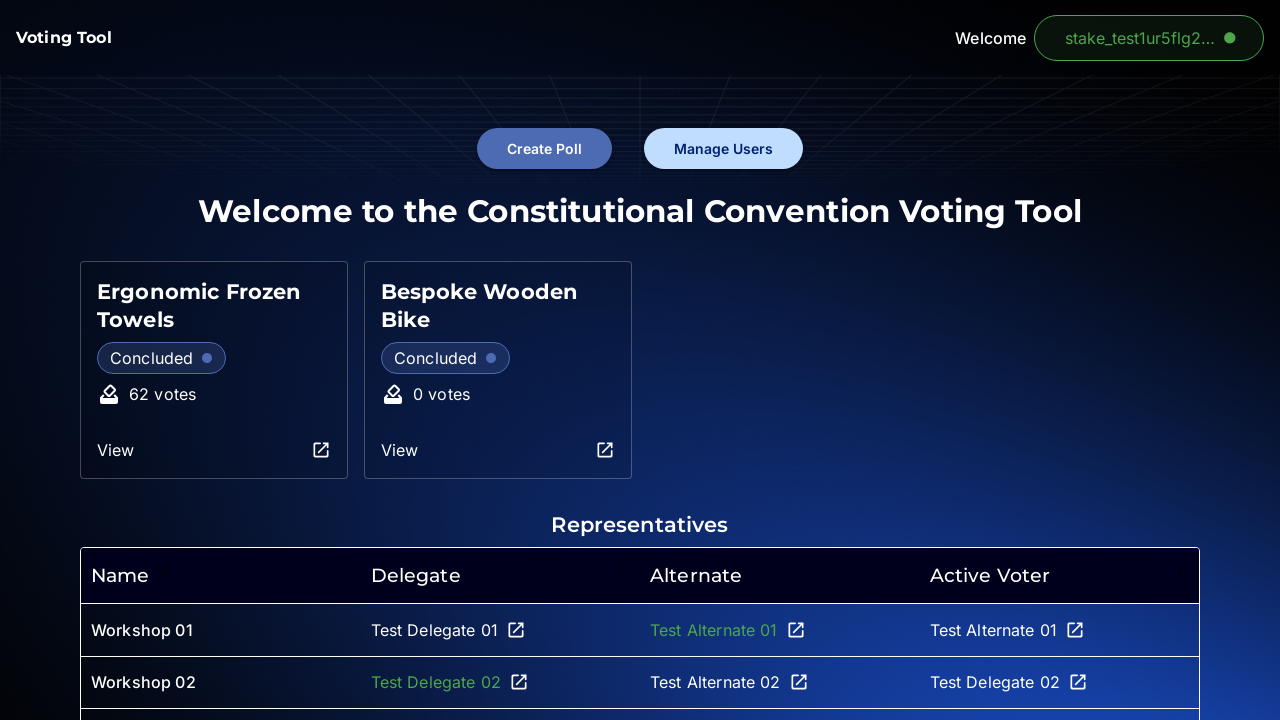 Voting Tool
Welcome stake_test1ur5flg2...
Create Poll Manage Users
Welcome to the Constitutional Convention Voting Tool
Ergonomic Frozen
Towels
Concluded
62 votes
View
Bespoke Wooden
Bike
Concluded
0 votes
View
Representatives
Name Delegate Alternate Active Voter
Workshop 01 Test Delegate 01 Test Alternate 01 Test Alternate 01
Workshop 02 Test Delegate 02 Test Alternate 02 Test Delegate 02